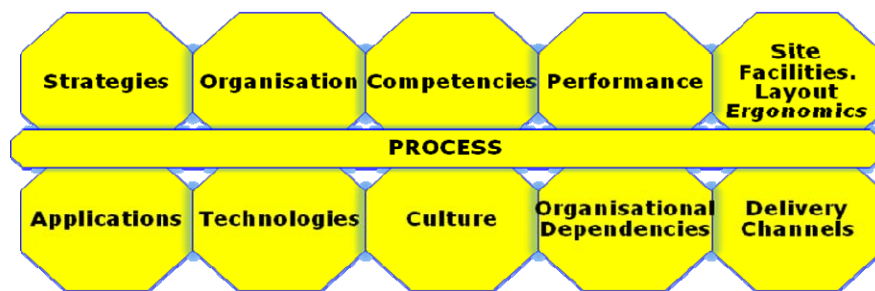 Strategies
Organisation
Competencies
Performance
Site
Facilities.
Layout
Ergonomics
PROCESS
Applications
Technologies
Culture
Organisational
Dependencies
Delivery
Channels